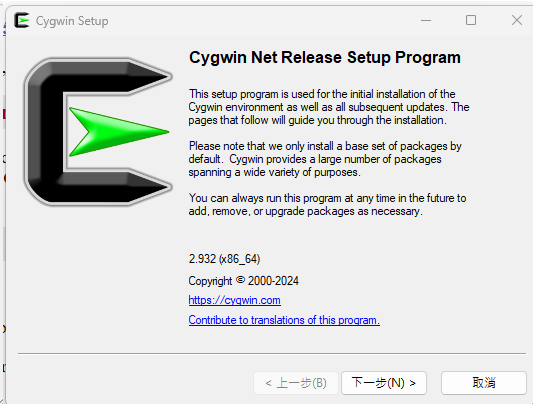 Cygwin Setup
Cygwin Net Release Setup Program
This setup program is used for the initial installation of the
Cygwin environment as well as all subsequent updates. The
pages that follow will guide you through the installation.
Please note that we only install a base set of packages by
default. Cygwin provides a large number of packages
spanning a wide variety of purposes.
You can always run this program at any time in the future to
add, remove, or upgrade packages as necessary.
2.932 (x86_64)
Copyright © 2000-2024
https://cygwin.com
Contribute to translations of this program.
< 上一步(B)
下一步(N) >
取消